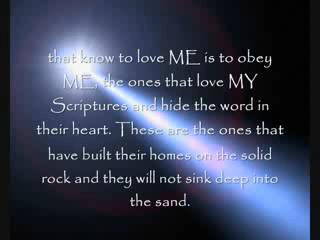 that know to love ME is to obey
ME, the ones that love MY
Scriptures and hide the word in
their heart. These are the ones that
have built their homes on the solid
rock and they will not sink deep into
the sand.